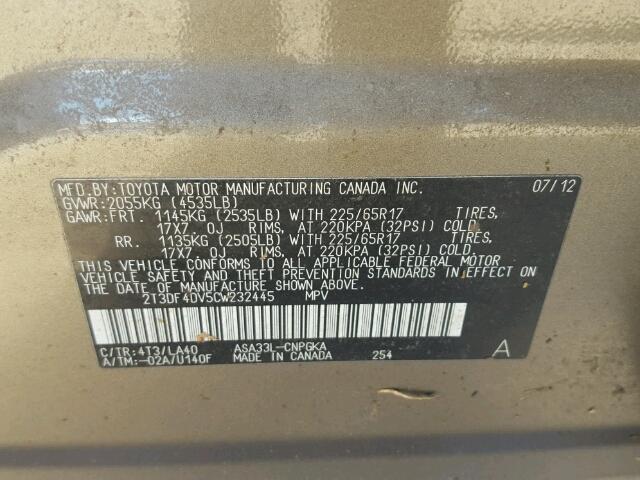 MFD.BY:TOYOTA MOTOR MANUFACTURING CANADA INC. 07/12
GVWR:2055KG (4535LB)
GAWR:FRT. 1145KG (2535LB) WITH 225/65R17 TIRES,
17X7 OJ RIMS, AT 220KPA (32PSI) COLD.
RR. 1135KG (2505LB) WITH 225/65R17 TIRES,
17X7 OJ RIMS, AT 220KPA (32PSI) COLD.
THIS VEHICLE CONFORMS TO ALL APPLICABLE FEDERAL MOTOR
VEHICLE SAFETY AND THEFT PREVENTION STANDARDS IN EFFECT ON
THE DATE OF MANUFACTURE SHOWN ABOVE.
2T3DF4DV5CW232445 MPV
C/TR:4T3/LA40 ASA33L-CNPGKA
A/TM:-02A/U140F MADE IN CANADA 254 A